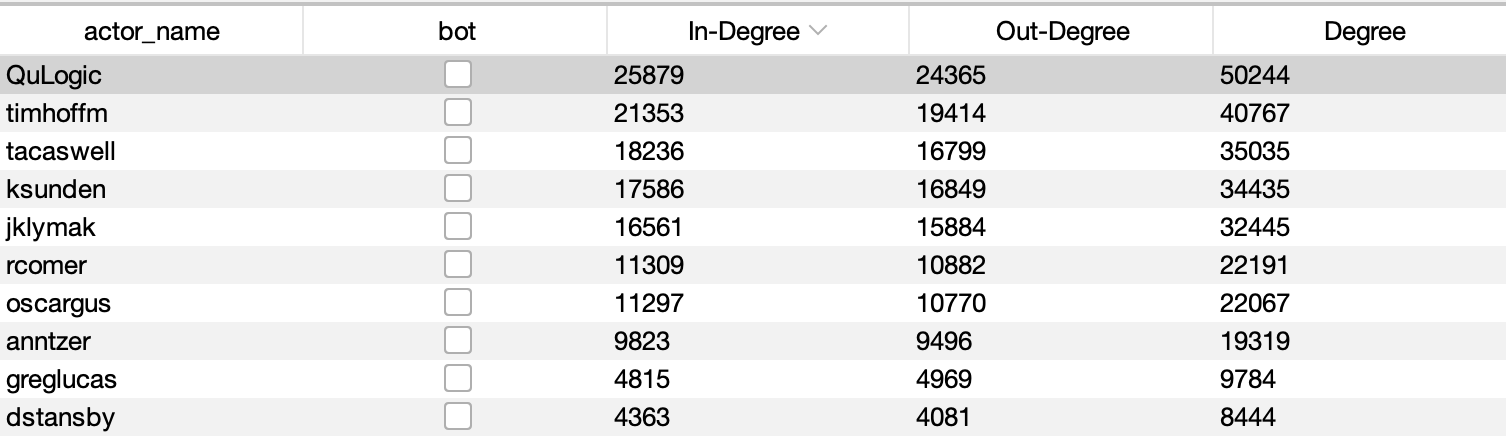 actor_name bot In-Degree Out-Degree Degree
QuLogic 25879 24365 50244
timhoffm 21353 19414 40767
tacaswell 18236 16799 35035
ksunden 17586 16849 34435
jklymak 16561 15884 32445
rcomer 11309 10882 22191
oscargus 11297 10770 22067
anntzer 9823 9496 19319
greglucas 4815 4969 9784
dstansby 4363 4081 8444